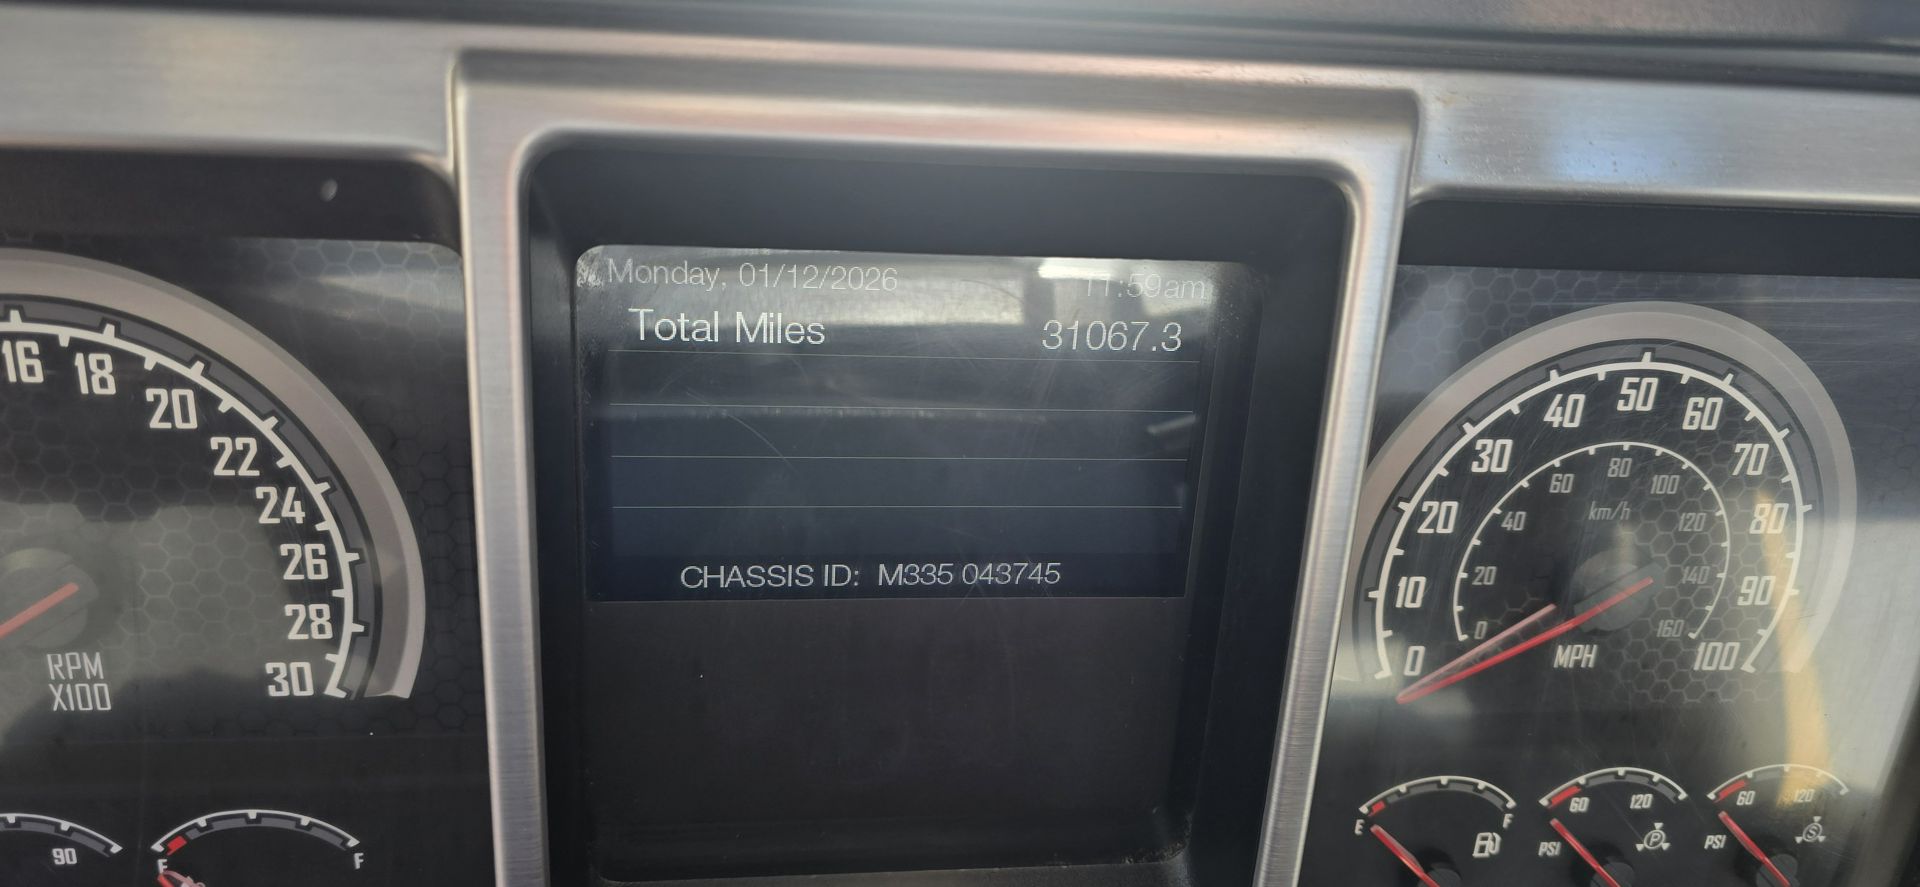 Monday, 01/12/2026 11:59am
Total Miles 31067.3
CHASSIS ID: M335 043745
16 18 20 22 24 26 28 30
RPM
X100
90
E F
0 10 20 30 40 50 60 70 80 90 100
0 20 40 60 80 100 120 140 160
km/h
MPH
E F
60 120
PSI P
60 120
PSI S